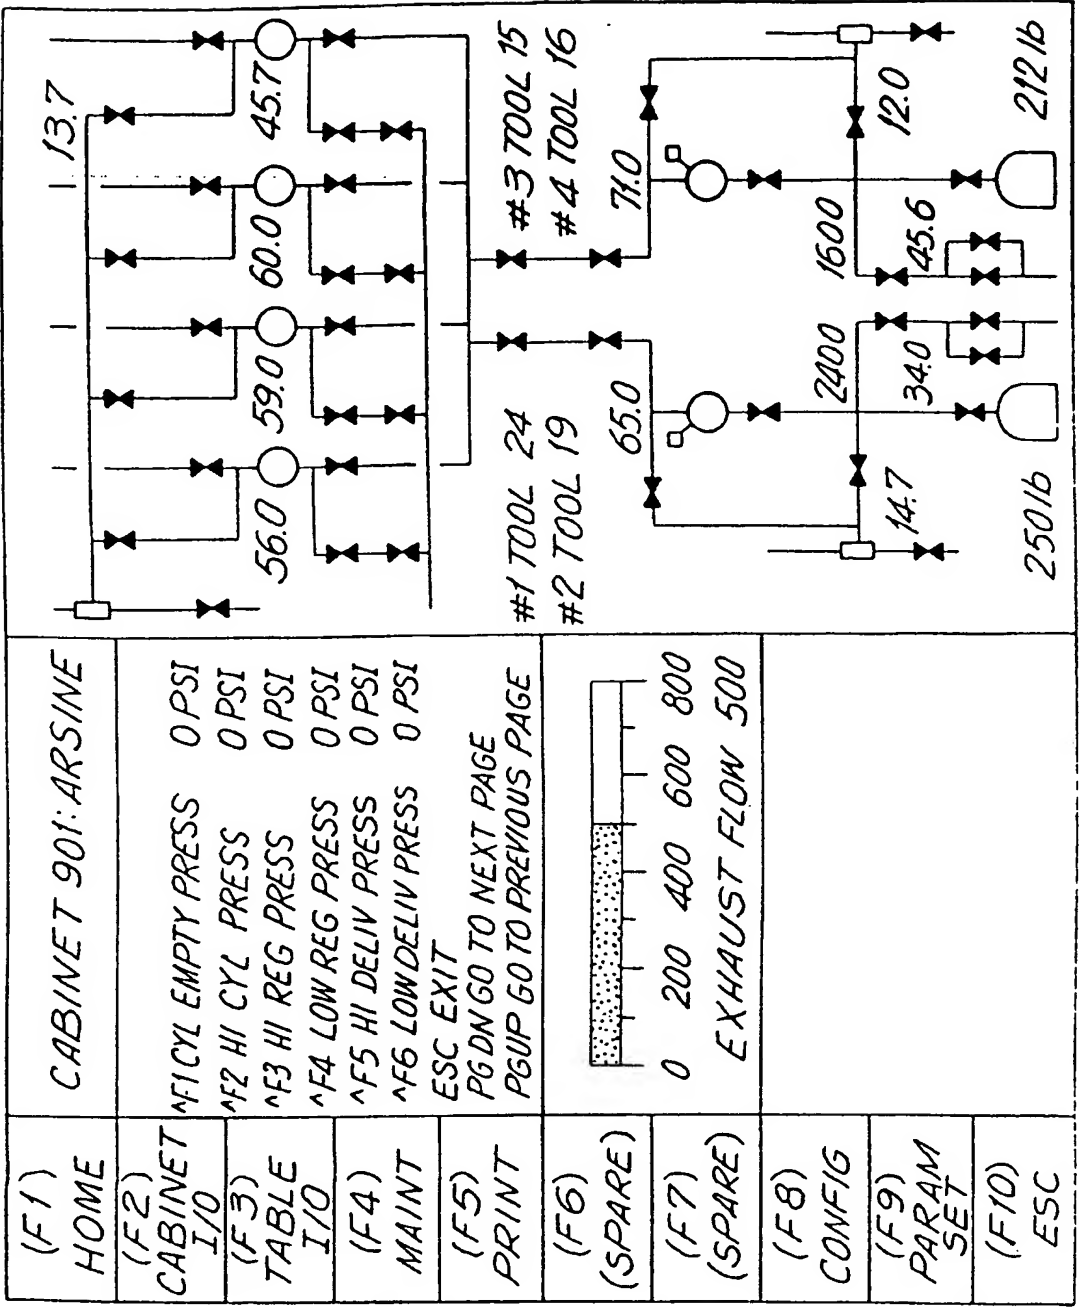 (F1)
HOME
(F2)
CABINET
I/O
(F3)
TABLE
I/O
(F4)
MAINT
(F5)
PRINT
(F6)
(SPARE)
(F7)
(SPARE)
(F8)
CONFIG
(F9)
PARAM
SET
(F10)
ESC
CABINET 901: ARSINE
^F1 CYL EMPTY PRESS 0 PSI
^F2 HI CYL PRESS 0 PSI
^F3 HI REG PRESS 0 PSI
^F4 LOW REG PRESS 0 PSI
^F5 HI DELIV PRESS 0 PSI
^F6 LOW DELIV PRESS 0 PSI
ESC EXIT
PG DN GO TO NEXT PAGE
PGUP GO TO PREVIOUS PAGE
0 200 400 600 800
EXHAUST FLOW 500
13.7
56.0 59.0 60.0 45.7
#1 TOOL 24
#2 TOOL 19
#3 TOOL 15
#4 TOOL 16
65.0 71.0
2400 1600
14.7 12.0
34.0 45.6
250 lb 212 lb